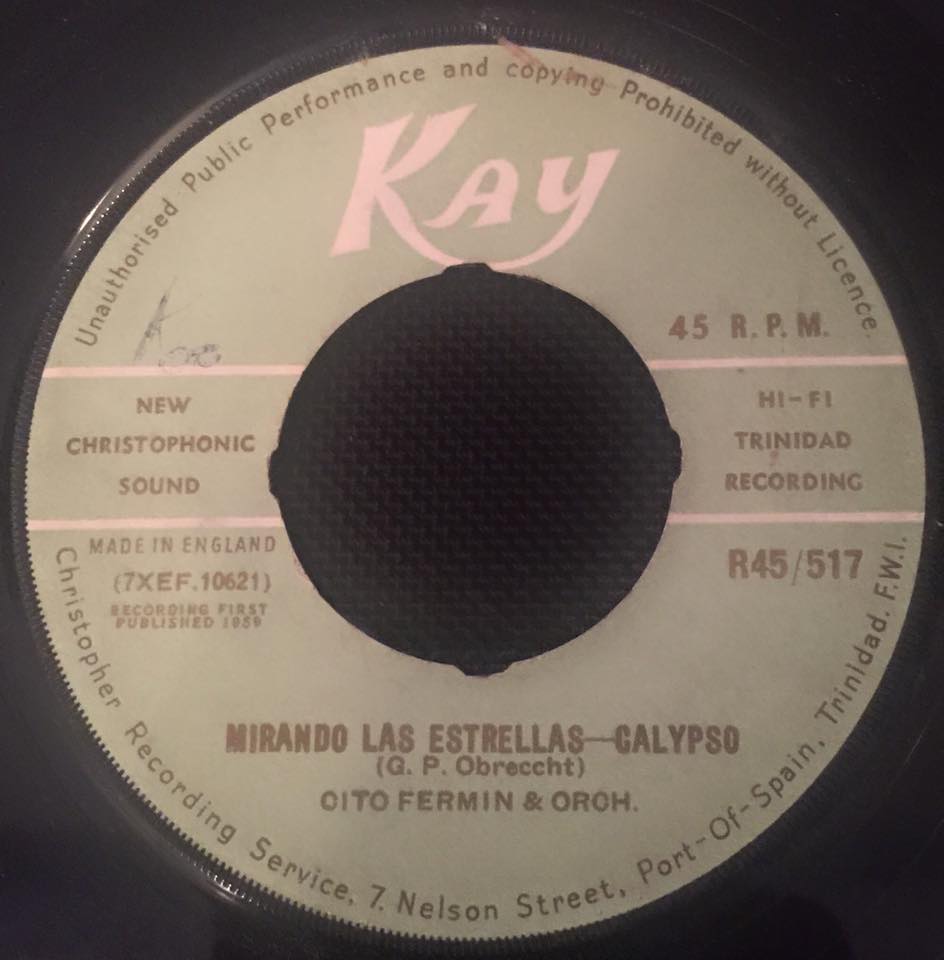 Unauthorised Public Performance and copying Prohibited without Licence.
Kay
45 R.P.M.
NEW
CHRISTOPHONIC
SOUND
HI-FI
TRINIDAD
RECORDING
MADE IN ENGLAND
(7XEF.10621)
RECORDING FIRST
PUBLISHED 1959
R45/517
MIRANDO LAS ESTRELLAS—CALYPSO
(G. P. Obreccht)
CITO FERMIN & ORCH.
Christopher Recording Service, 7, Nelson Street, Port-Of-Spain, Trinidad. F.W.I.